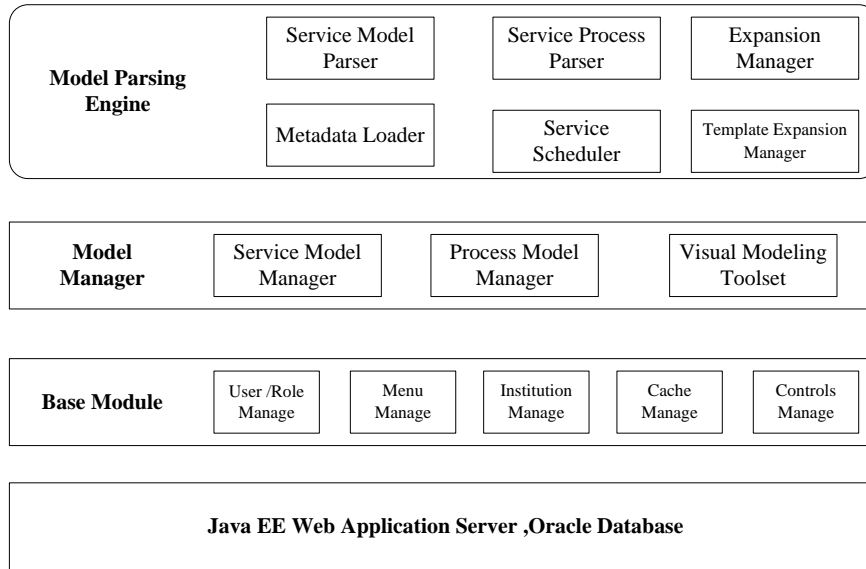 Model Parsing
Engine
Service Model
Parser
Service Process
Parser
Expansion
Manager
Metadata Loader
Service
Scheduler
Template Expansion
Manager
Model
Manager
Service Model
Manager
Process Model
Manager
Visual Modeling
Toolset
Base Module
User /Role
Manage
Menu
Manage
Institution
Manage
Cache
Manage
Controls
Manage
Java EE Web Application Server ,Oracle Database